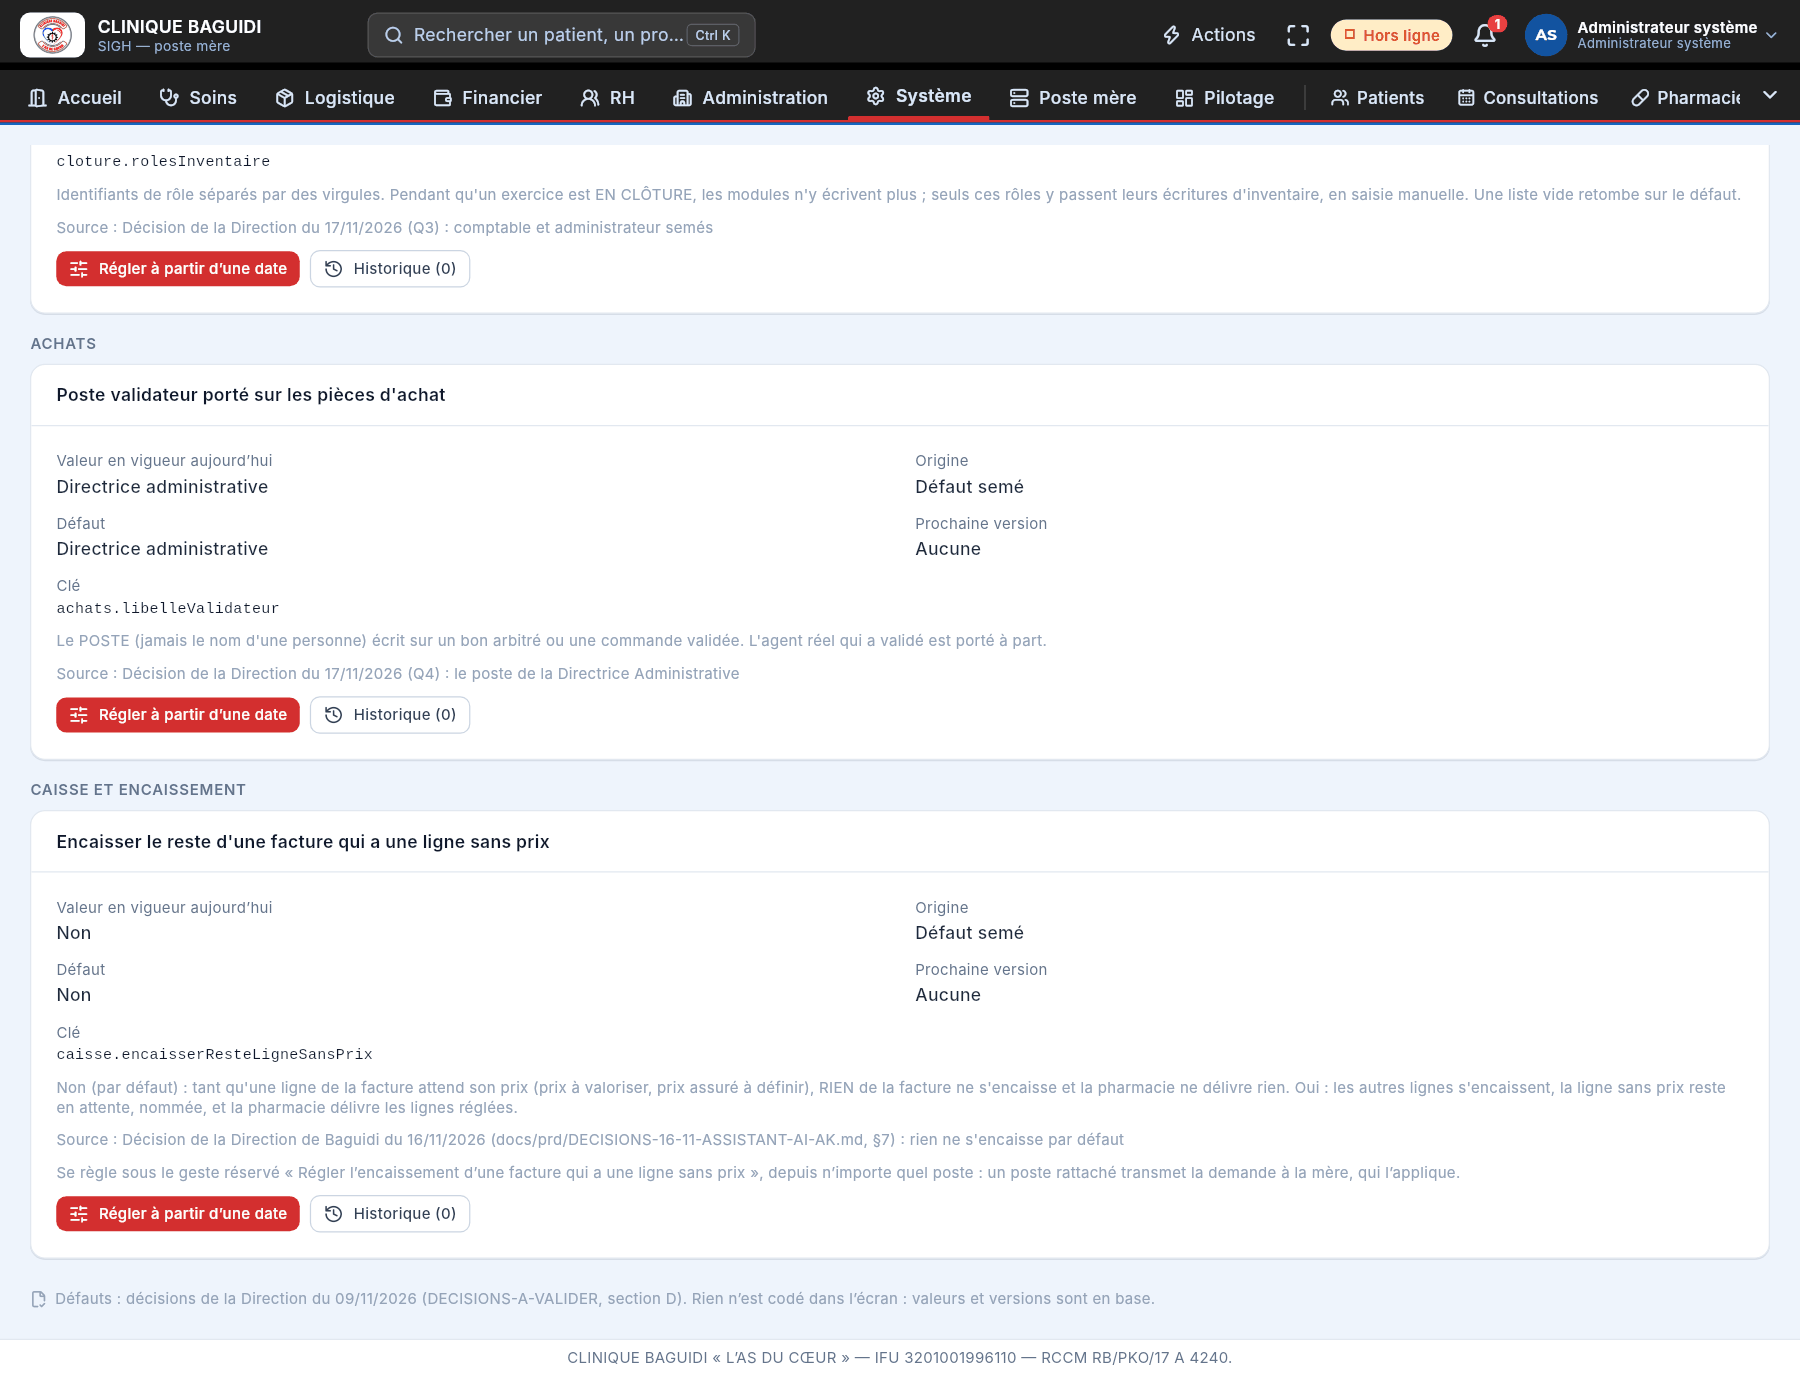 CLINIQUE BAGUIDI
SIGH — poste mère
Rechercher un patient, un pro... Ctrl K
Actions
Hors ligne
1
AS
Administrateur système
Administrateur système
Accueil
Soins
Logistique
Financier
RH
Administration
Système
Poste mère
Pilotage
Patients
Consultations
Pharmacie
cloture.rolesInventaire
Identifiants de rôle séparés par des virgules. Pendant qu'un exercice est EN CLÔTURE, les modules n'y écrivent plus ; seuls ces rôles y passent leurs écritures d'inventaire, en saisie manuelle. Une liste vide retombe sur le défaut.
Source : Décision de la Direction du 17/11/2026 (Q3) : comptable et administrateur semés
Régler à partir d’une date
Historique (0)
ACHATS
Poste validateur porté sur les pièces d'achat
Valeur en vigueur aujourd’hui
Directrice administrative
Origine
Défaut semé
Défaut
Directrice administrative
Prochaine version
Aucune
Clé
achats.libelleValidateur
Le POSTE (jamais le nom d'une personne) écrit sur un bon arbitré ou une commande validée. L'agent réel qui a validé est porté à part.
Source : Décision de la Direction du 17/11/2026 (Q4) : le poste de la Directrice Administrative
Régler à partir d’une date
Historique (0)
CAISSE ET ENCAISSEMENT
Encaisser le reste d'une facture qui a une ligne sans prix
Valeur en vigueur aujourd’hui
Non
Origine
Défaut semé
Défaut
Non
Prochaine version
Aucune
Clé
caisse.encaisserResteLigneSansPrix
Non (par défaut) : tant qu'une ligne de la facture attend son prix (prix à valoriser, prix assuré à définir), RIEN de la facture ne s'encaisse et la pharmacie ne délivre rien. Oui : les autres lignes s'encaissent, la ligne sans prix reste
en attente, nommée, et la pharmacie délivre les lignes réglées.
Source : Décision de la Direction de Baguidi du 16/11/2026 (docs/prd/DECISIONS-16-11-ASSISTANT-AI-AK.md, §7) : rien ne s'encaisse par défaut
Se règle sous le geste réservé « Régler l’encaissement d’une facture qui a une ligne sans prix », depuis n’importe quel poste : un poste rattaché transmet la demande à la mère, qui l’applique.
Régler à partir d’une date
Historique (0)
Défauts : décisions de la Direction du 09/11/2026 (DECISIONS-A-VALIDER, section D). Rien n’est codé dans l’écran : valeurs et versions sont en base.
CLINIQUE BAGUIDI « L’AS DU CŒUR » — IFU 3201001996110 — RCCM RB/PKO/17 A 4240.